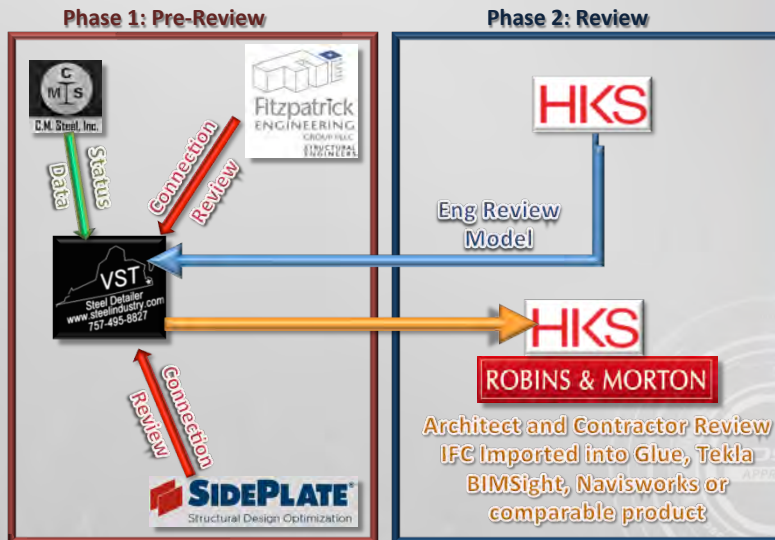 Phase 1: Pre-Review
C
M S
C.M. Steel, Inc.
Fitzpatrick
ENGINEERING
GROUP PLLC
STRUCTURAL
ENGINEERS
Status
Data
Connection
Review
VST
Steel Detailer
www.steelindustry.com
757-495-8827
Connection
Review
SIDEPLATE®
Structural Design Optimization
Phase 2: Review
HKS
Eng Review
Model
HKS
ROBINS & MORTON
Architect and Contractor Review
IFC Imported into Glue, Tekla
BIMSight, Navisworks or
comparable product